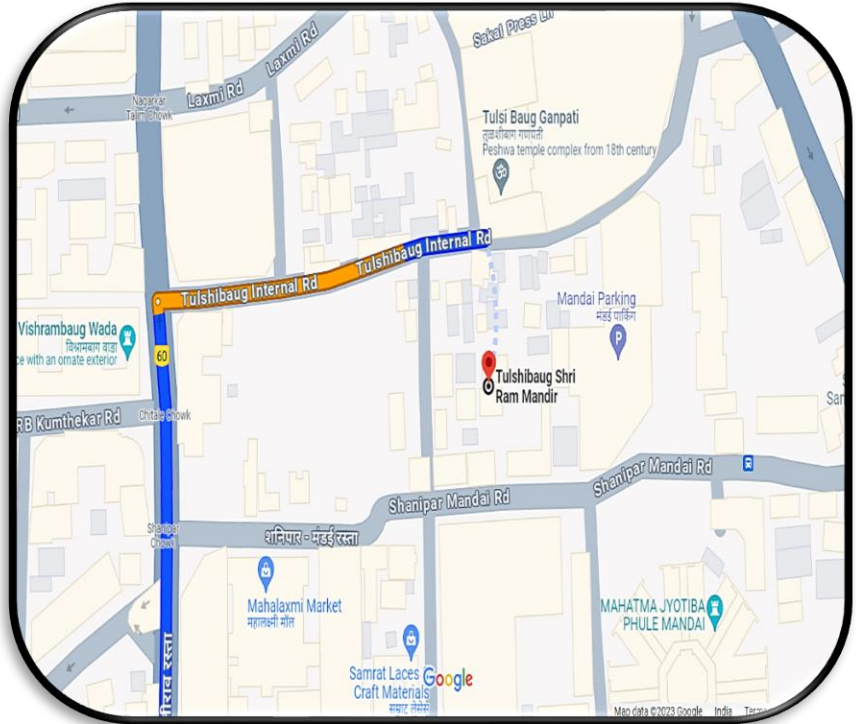 Sakal Press Ln
Laxmi Rd
Laxmi Rd
Nagarkar
Talim Chowk
Tulsi Baug Ganpati
तुळशीबाग गणपती
Peshwa temple complex from 18th century
Tulshibaug Internal Rd
Tulshibaug Internal Rd
Mandai Parking
मंडई पार्किंग
P
Vishrambaug Wada
विश्रामबाग वाडा
ce with an ornate exterior
60
Tulshibaug Shri
Ram Mandir
RB Kumthekar Rd
Chitale Chowk
San
Shanipar Mandai Rd
Shanipar Mandai Rd
Shanipar
Chowk
शनिपार - मंडई रस्ता
Mahalaxmi Market
महालक्ष्मी मॉल
MAHATMA JYOTIBA
PHULE MANDAI
Samrat Laces
Craft Materials
सम्राट लेसेस
Google
Map data ©2023 Google India